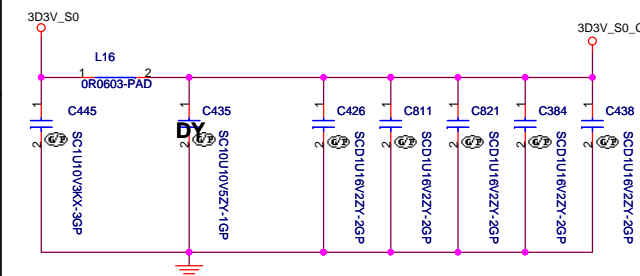 3D3V_S0
3D3V_S0_
L16
1 2
0R0603-PAD
1
C445
2
SC1U10V3KX-3GP
1
C435
DY
2
SC10U10V5ZY-1GP
1
C426
2
SCD1U16V2ZY-2GP
1
C811
2
SCD1U16V2ZY-2GP
1
C821
2
SCD1U16V2ZY-2GP
1
C384
2
SCD1U16V2ZY-2GP
1
C438
2
SCD1U16V2ZY-2GP